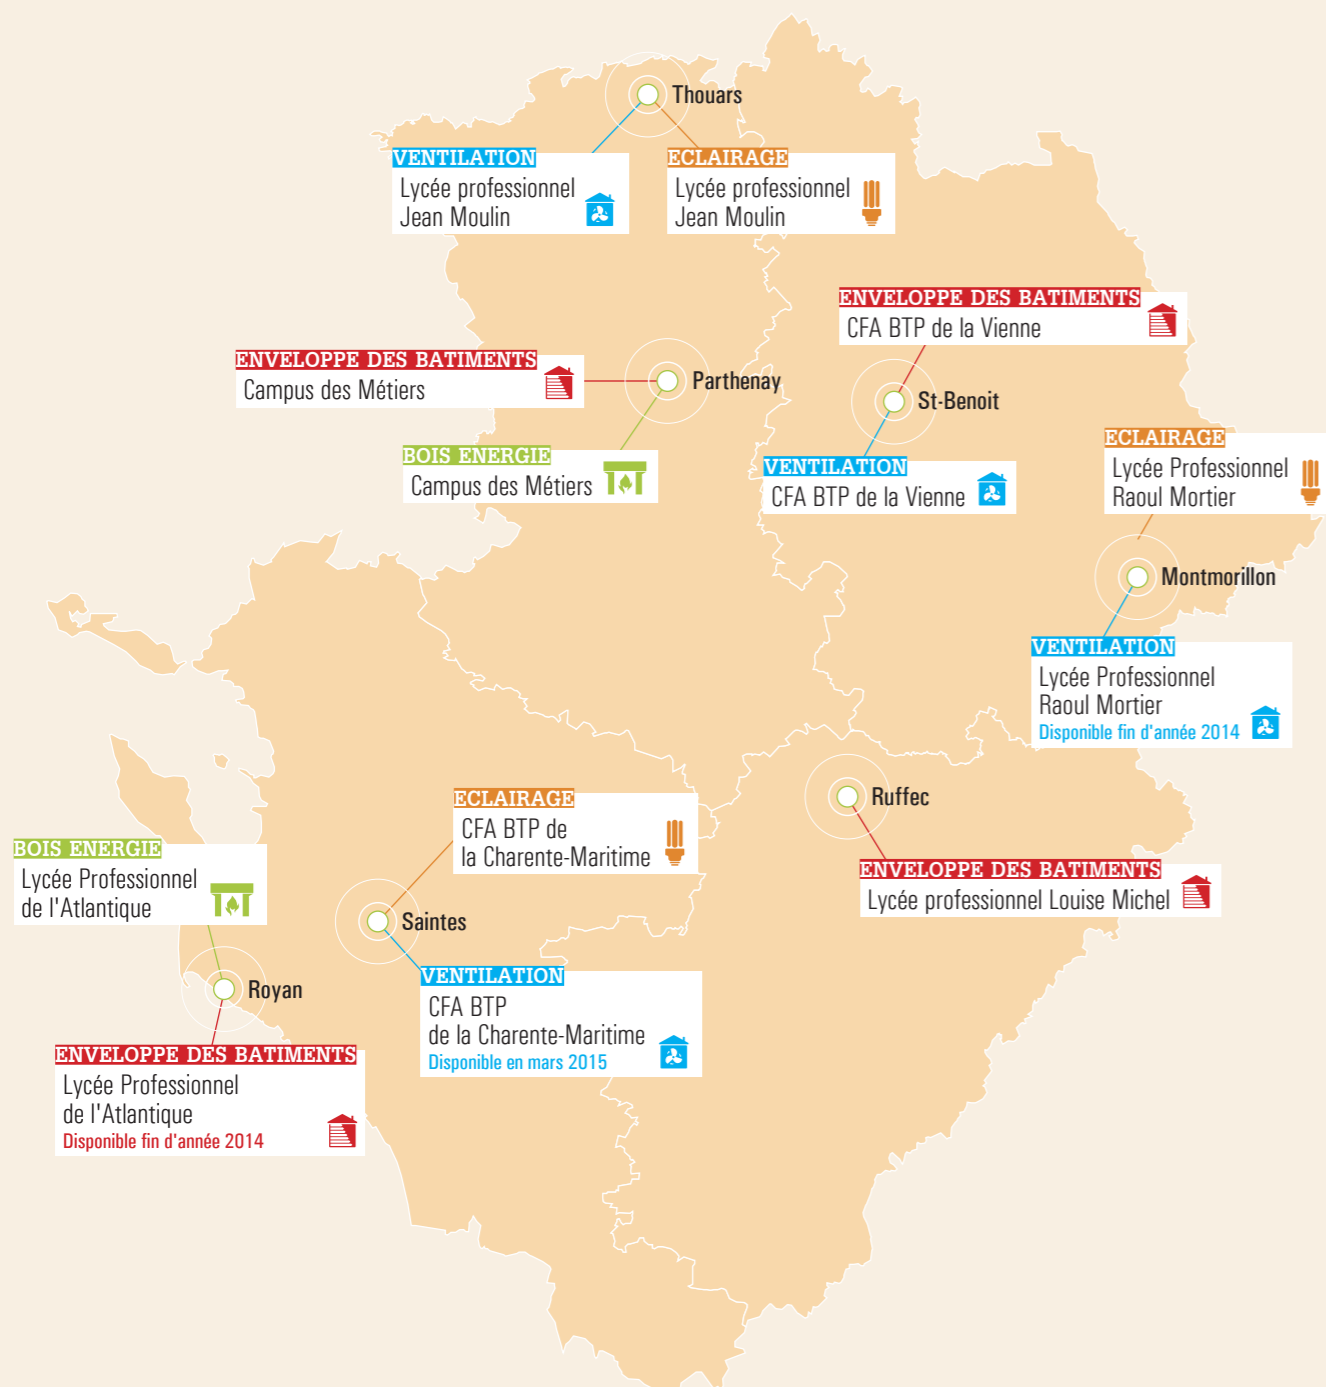 Thouars
VENTILATION
Lycée professionnel
Jean Moulin
ECLAIRAGE
Lycée professionnel
Jean Moulin
ENVELOPPE DES BATIMENTS
CFA BTP de la Vienne
ENVELOPPE DES BATIMENTS
Campus des Métiers
Parthenay
St-Benoit
BOIS ENERGIE
Campus des Métiers
VENTILATION
CFA BTP de la Vienne
ECLAIRAGE
Lycée Professionnel
Raoul Mortier
Montmorillon
VENTILATION
Lycée Professionnel
Raoul Mortier
Disponible fin d'année 2014
Ruffec
ENVELOPPE DES BATIMENTS
Lycée professionnel Louise Michel
ECLAIRAGE
CFA BTP de
la Charente-Maritime
Saintes
VENTILATION
CFA BTP
de la Charente-Maritime
Disponible en mars 2015
BOIS ENERGIE
Lycée Professionnel
de l'Atlantique
Royan
ENVELOPPE DES BATIMENTS
Lycée Professionnel
de l'Atlantique
Disponible fin d'année 2014